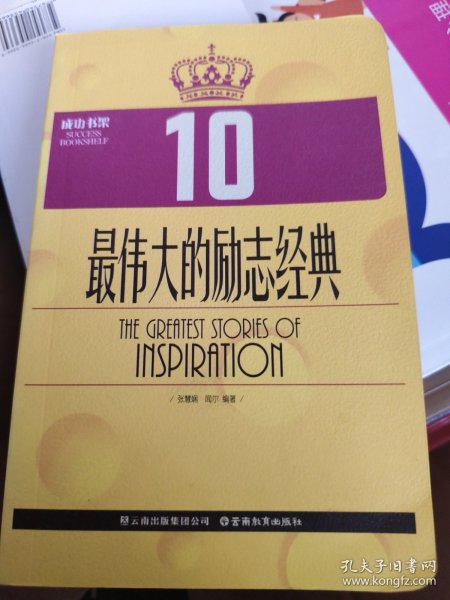 成功书架
SUCCESS
BOOKSHELF
10
最伟大的励志经典
THE GREATEST STORIES OF
INSPIRATION
/ 张慧娴 闻尔 编著 /
云南出版集团公司 云南教育出版社
孔夫子旧书网
www.kongfz.com